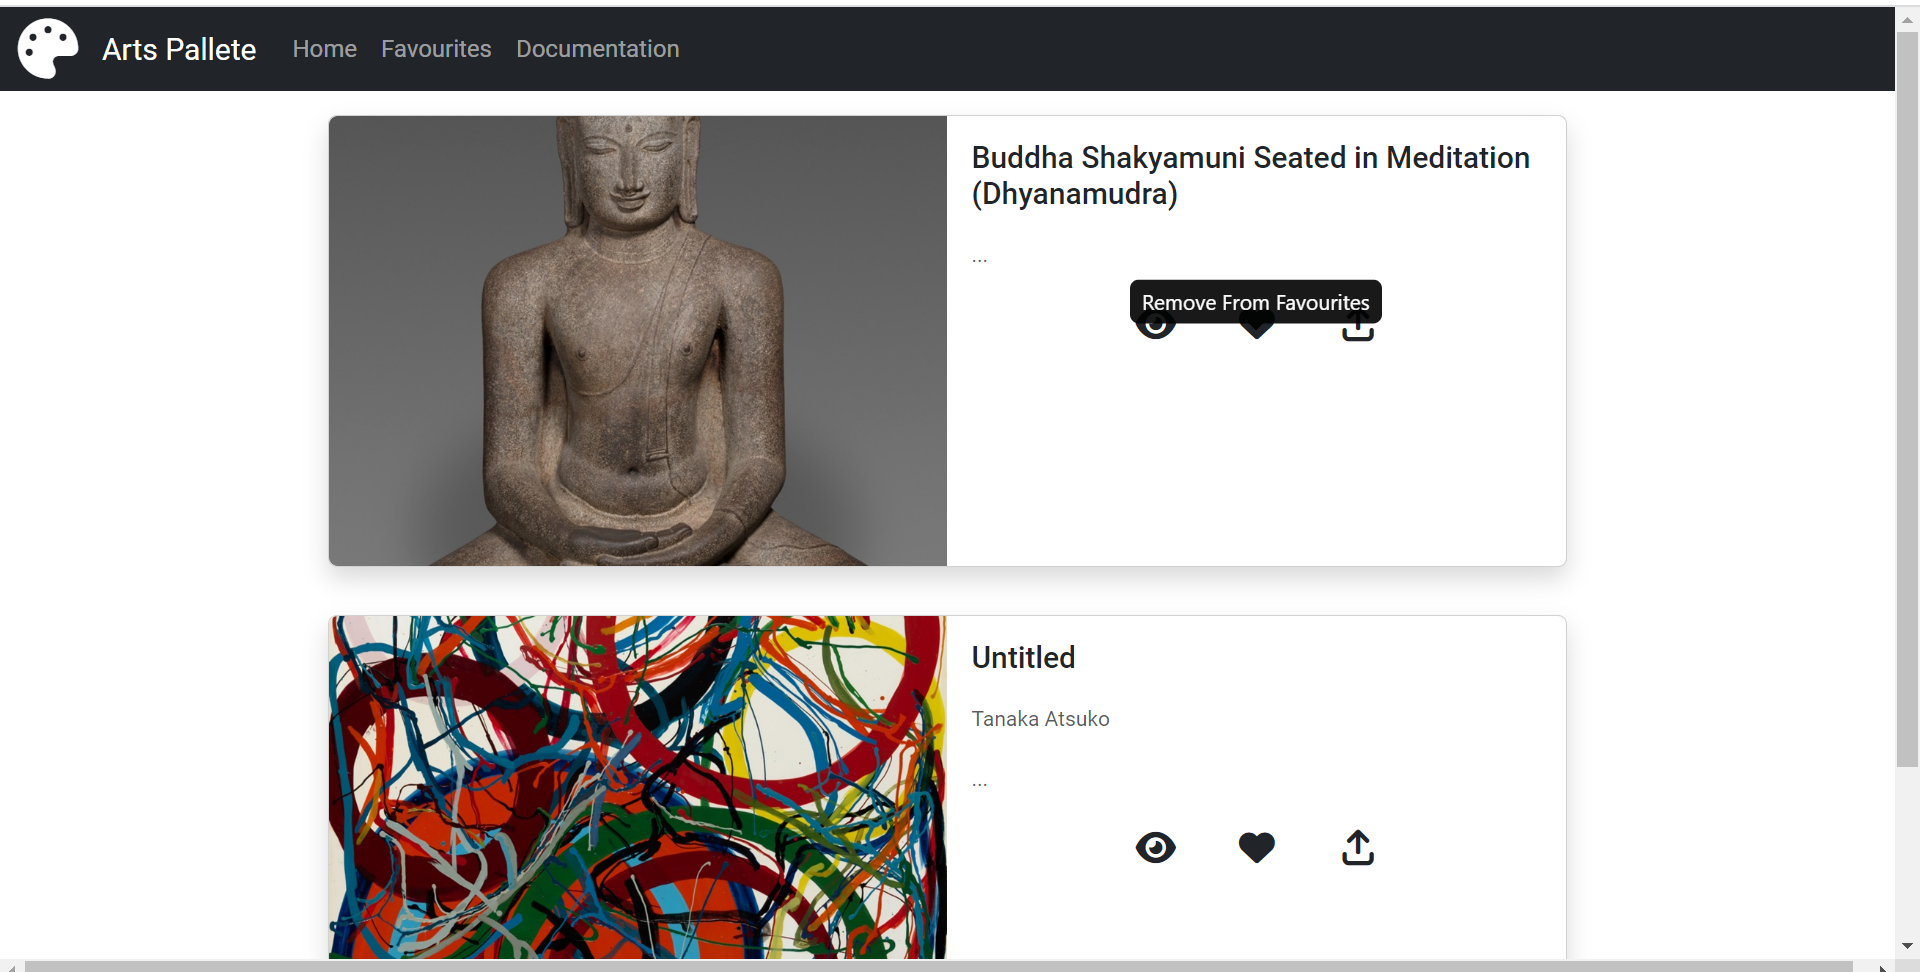 Arts Pallete Home Favourites Documentation
Buddha Shakyamuni Seated in Meditation
(Dhyanamudra)
...
Remove From Favourites
Untitled
Tanaka Atsuko
...